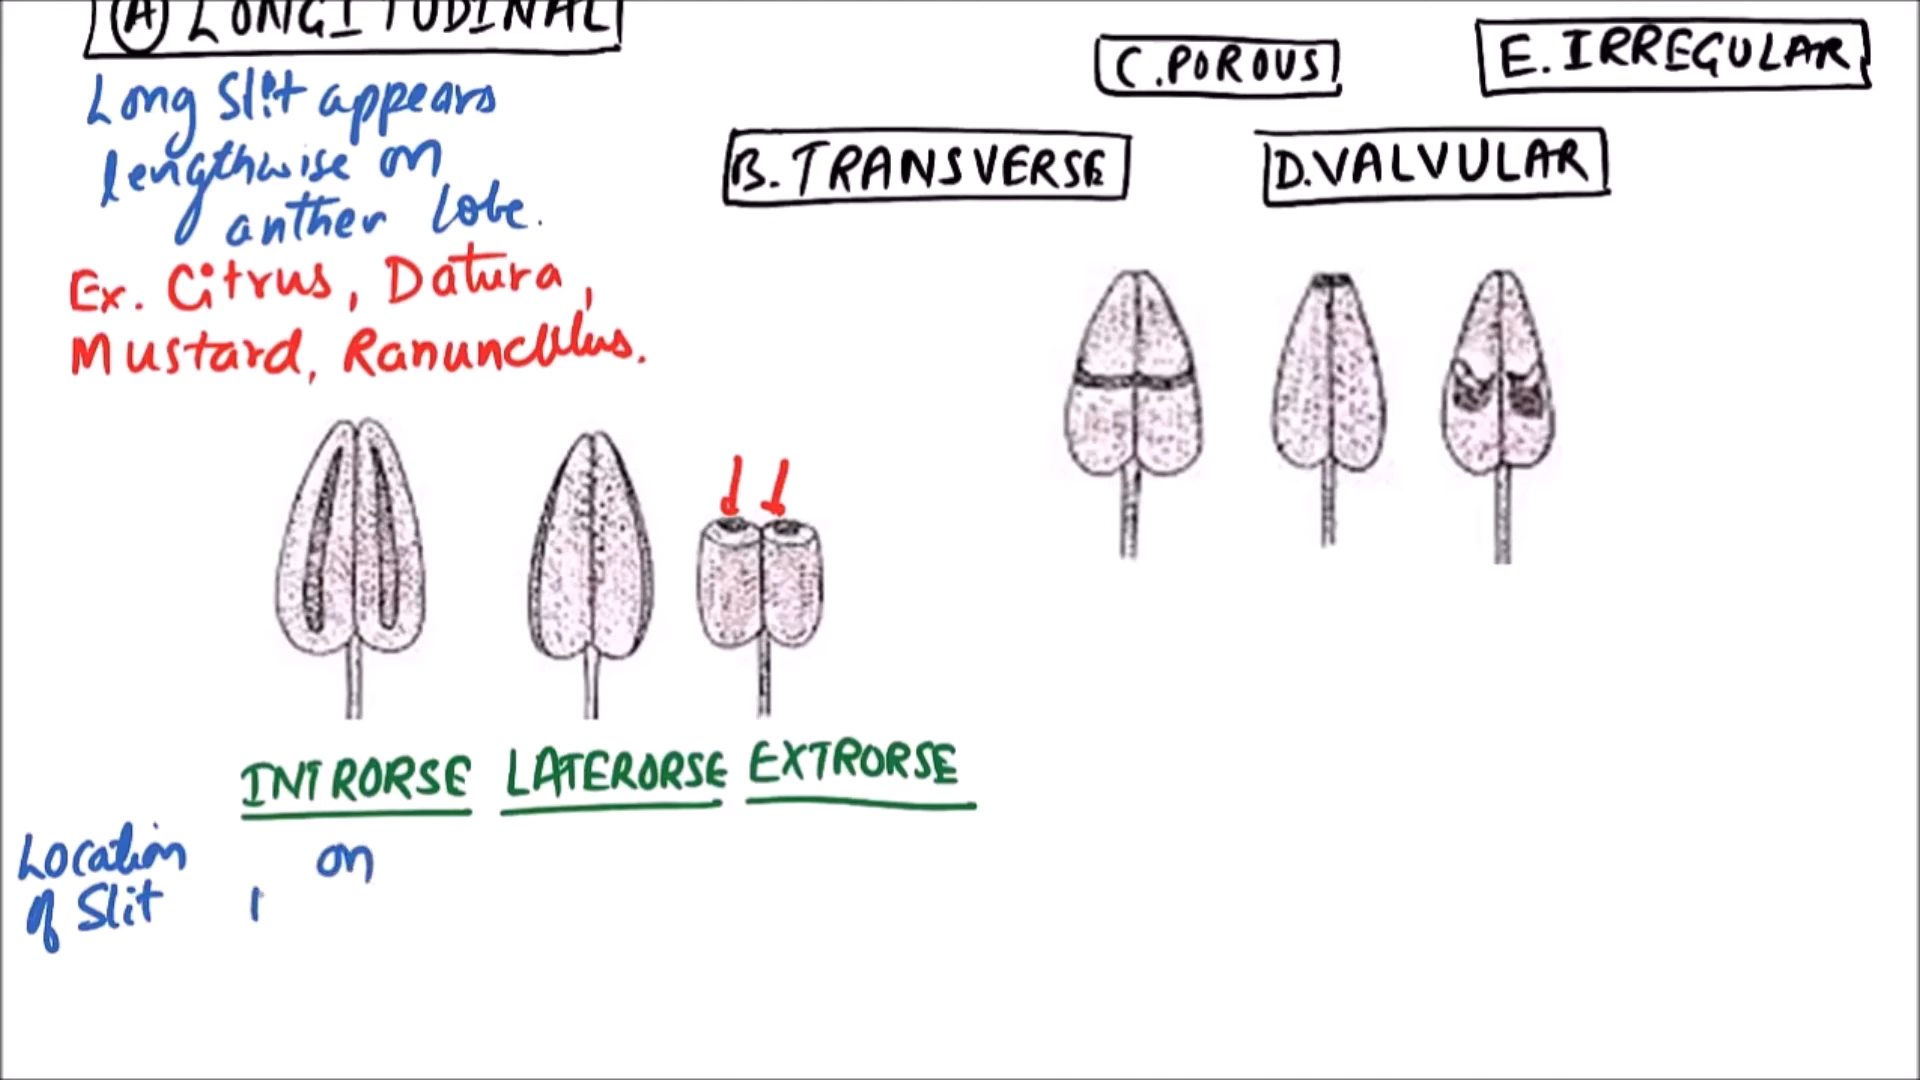 (A) LONGITUDINAL
Long Slit appears
lengthwise on
anther lobe.
Ex. Citrus, Datura,
Mustard, Ranunculus.
C. POROUS
E. IRREGULAR
B. TRANSVERSE
D. VALVULAR
INTRORSE LATERORSE EXTRORSE
Location on
of Slit